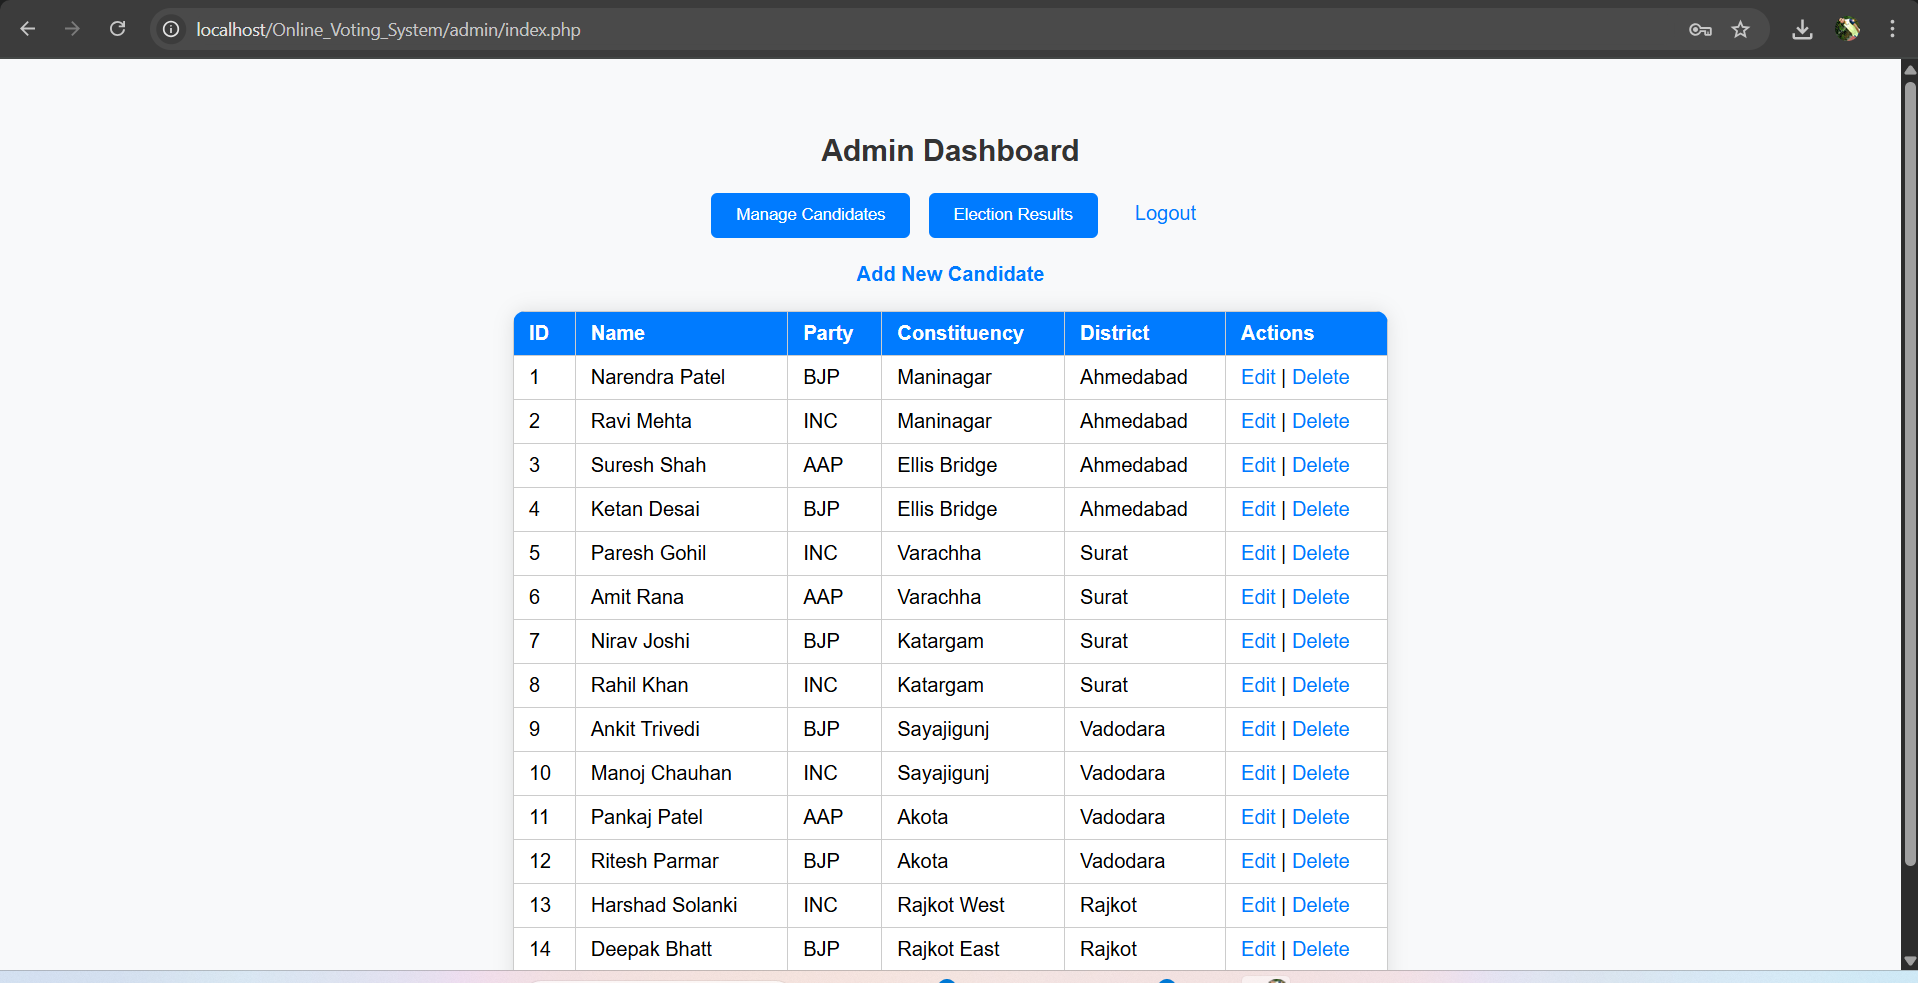 localhost/Online_Voting_System/admin/index.php
Admin Dashboard
Manage Candidates Election Results Logout
Add New Candidate
ID Name Party Constituency District Actions
1 Narendra Patel BJP Maninagar Ahmedabad Edit | Delete
2 Ravi Mehta INC Maninagar Ahmedabad Edit | Delete
3 Suresh Shah AAP Ellis Bridge Ahmedabad Edit | Delete
4 Ketan Desai BJP Ellis Bridge Ahmedabad Edit | Delete
5 Paresh Gohil INC Varachha Surat Edit | Delete
6 Amit Rana AAP Varachha Surat Edit | Delete
7 Nirav Joshi BJP Katargam Surat Edit | Delete
8 Rahil Khan INC Katargam Surat Edit | Delete
9 Ankit Trivedi BJP Sayajigunj Vadodara Edit | Delete
10 Manoj Chauhan INC Sayajigunj Vadodara Edit | Delete
11 Pankaj Patel AAP Akota Vadodara Edit | Delete
12 Ritesh Parmar BJP Akota Vadodara Edit | Delete
13 Harshad Solanki INC Rajkot West Rajkot Edit | Delete
14 Deepak Bhatt BJP Rajkot East Rajkot Edit | Delete